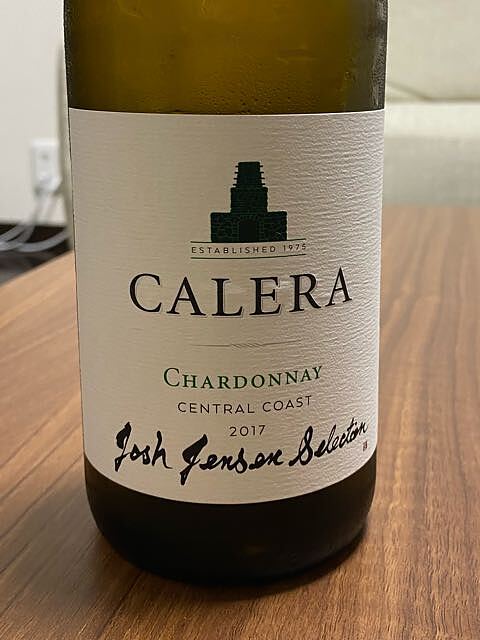 ESTABLISHED 1975
CALERA
CHARDONNAY
CENTRAL COAST
2017
Josh Jensen Selection